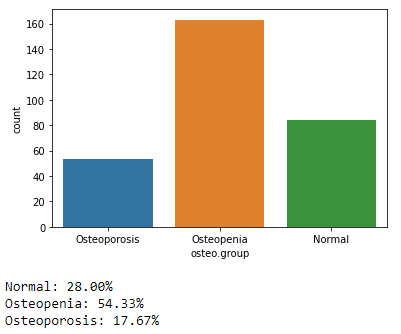 160
140
120
100
80
60
40
20
0
count
Osteoporosis Osteopenia Normal
osteo.group
Normal: 28.00%
Osteopenia: 54.33%
Osteoporosis: 17.67%